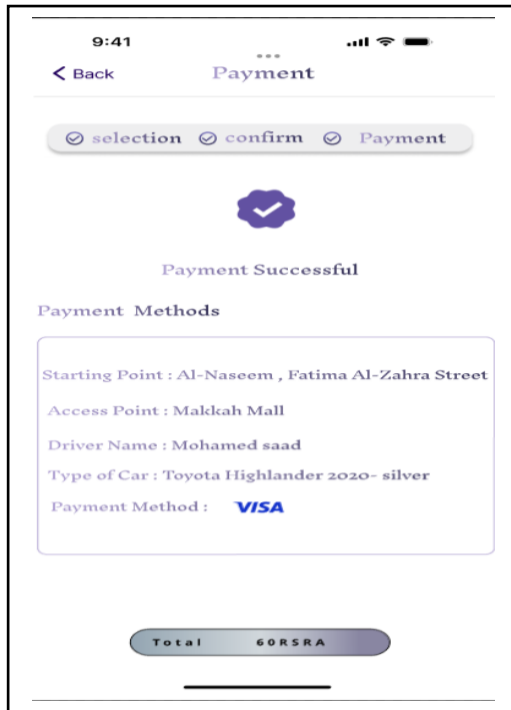 9:41
Back Payment
selection confirm Payment
Payment Successful
Payment Methods
Starting Point : Al-Naseem , Fatima Al-Zahra Street
Access Point : Makkah Mall
Driver Name : Mohamed saad
Type of Car : Toyota Highlander 2020- silver
Payment Method : VISA
Total 60RSRA